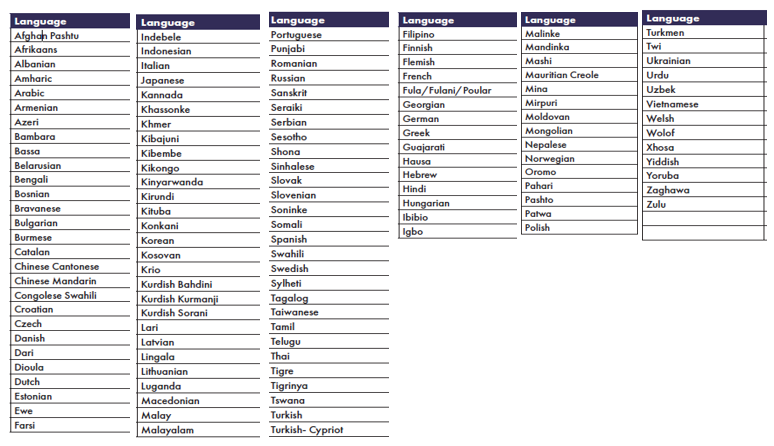 Language
Afghan Pashtu
Afrikaans
Albanian
Amharic
Arabic
Armenian
Azeri
Bambara
Bassa
Belarusian
Bengali
Bosnian
Bravanese
Bulgarian
Burmese
Catalan
Chinese Cantonese
Chinese Mandarin
Congolese Swahili
Croatian
Czech
Danish
Dari
Dioula
Dutch
Estonian
Ewe
Farsi
Language
Indebele
Indonesian
Italian
Japanese
Kannada
Khassonke
Khmer
Kibajuni
Kibembe
Kikongo
Kinyarwanda
Kirundi
Kituba
Konkani
Korean
Kosovan
Krio
Kurdish Bahdini
Kurdish Kurmanji
Kurdish Sorani
Lari
Latvian
Lingala
Lithuanian
Luganda
Macedonian
Malay
Malayalam
Language
Portuguese
Punjabi
Romanian
Russian
Sanskrit
Seraiki
Serbian
Sesotho
Shona
Sinhalese
Slovak
Slovenian
Soninke
Somali
Spanish
Swahili
Swedish
Sylheti
Tagalog
Taiwanese
Tamil
Telugu
Thai
Tigre
Tigrinya
Tswana
Turkish
Turkish- Cypriot
Language
Filipino
Finnish
Flemish
French
Fula/Fulani/Poular
Georgian
German
Greek
Guajarati
Hausa
Hebrew
Hindi
Hungarian
Ibibio
Igbo
Language
Malinke
Mandinka
Mashi
Mauritian Creole
Mina
Mirpuri
Moldovan
Mongolian
Nepalese
Norwegian
Oromo
Pahari
Pashto
Patwa
Polish
Language
Turkmen
Twi
Ukrainian
Urdu
Uzbek
Vietnamese
Welsh
Wolof
Xhosa
Yiddish
Yoruba
Zaghawa
Zulu